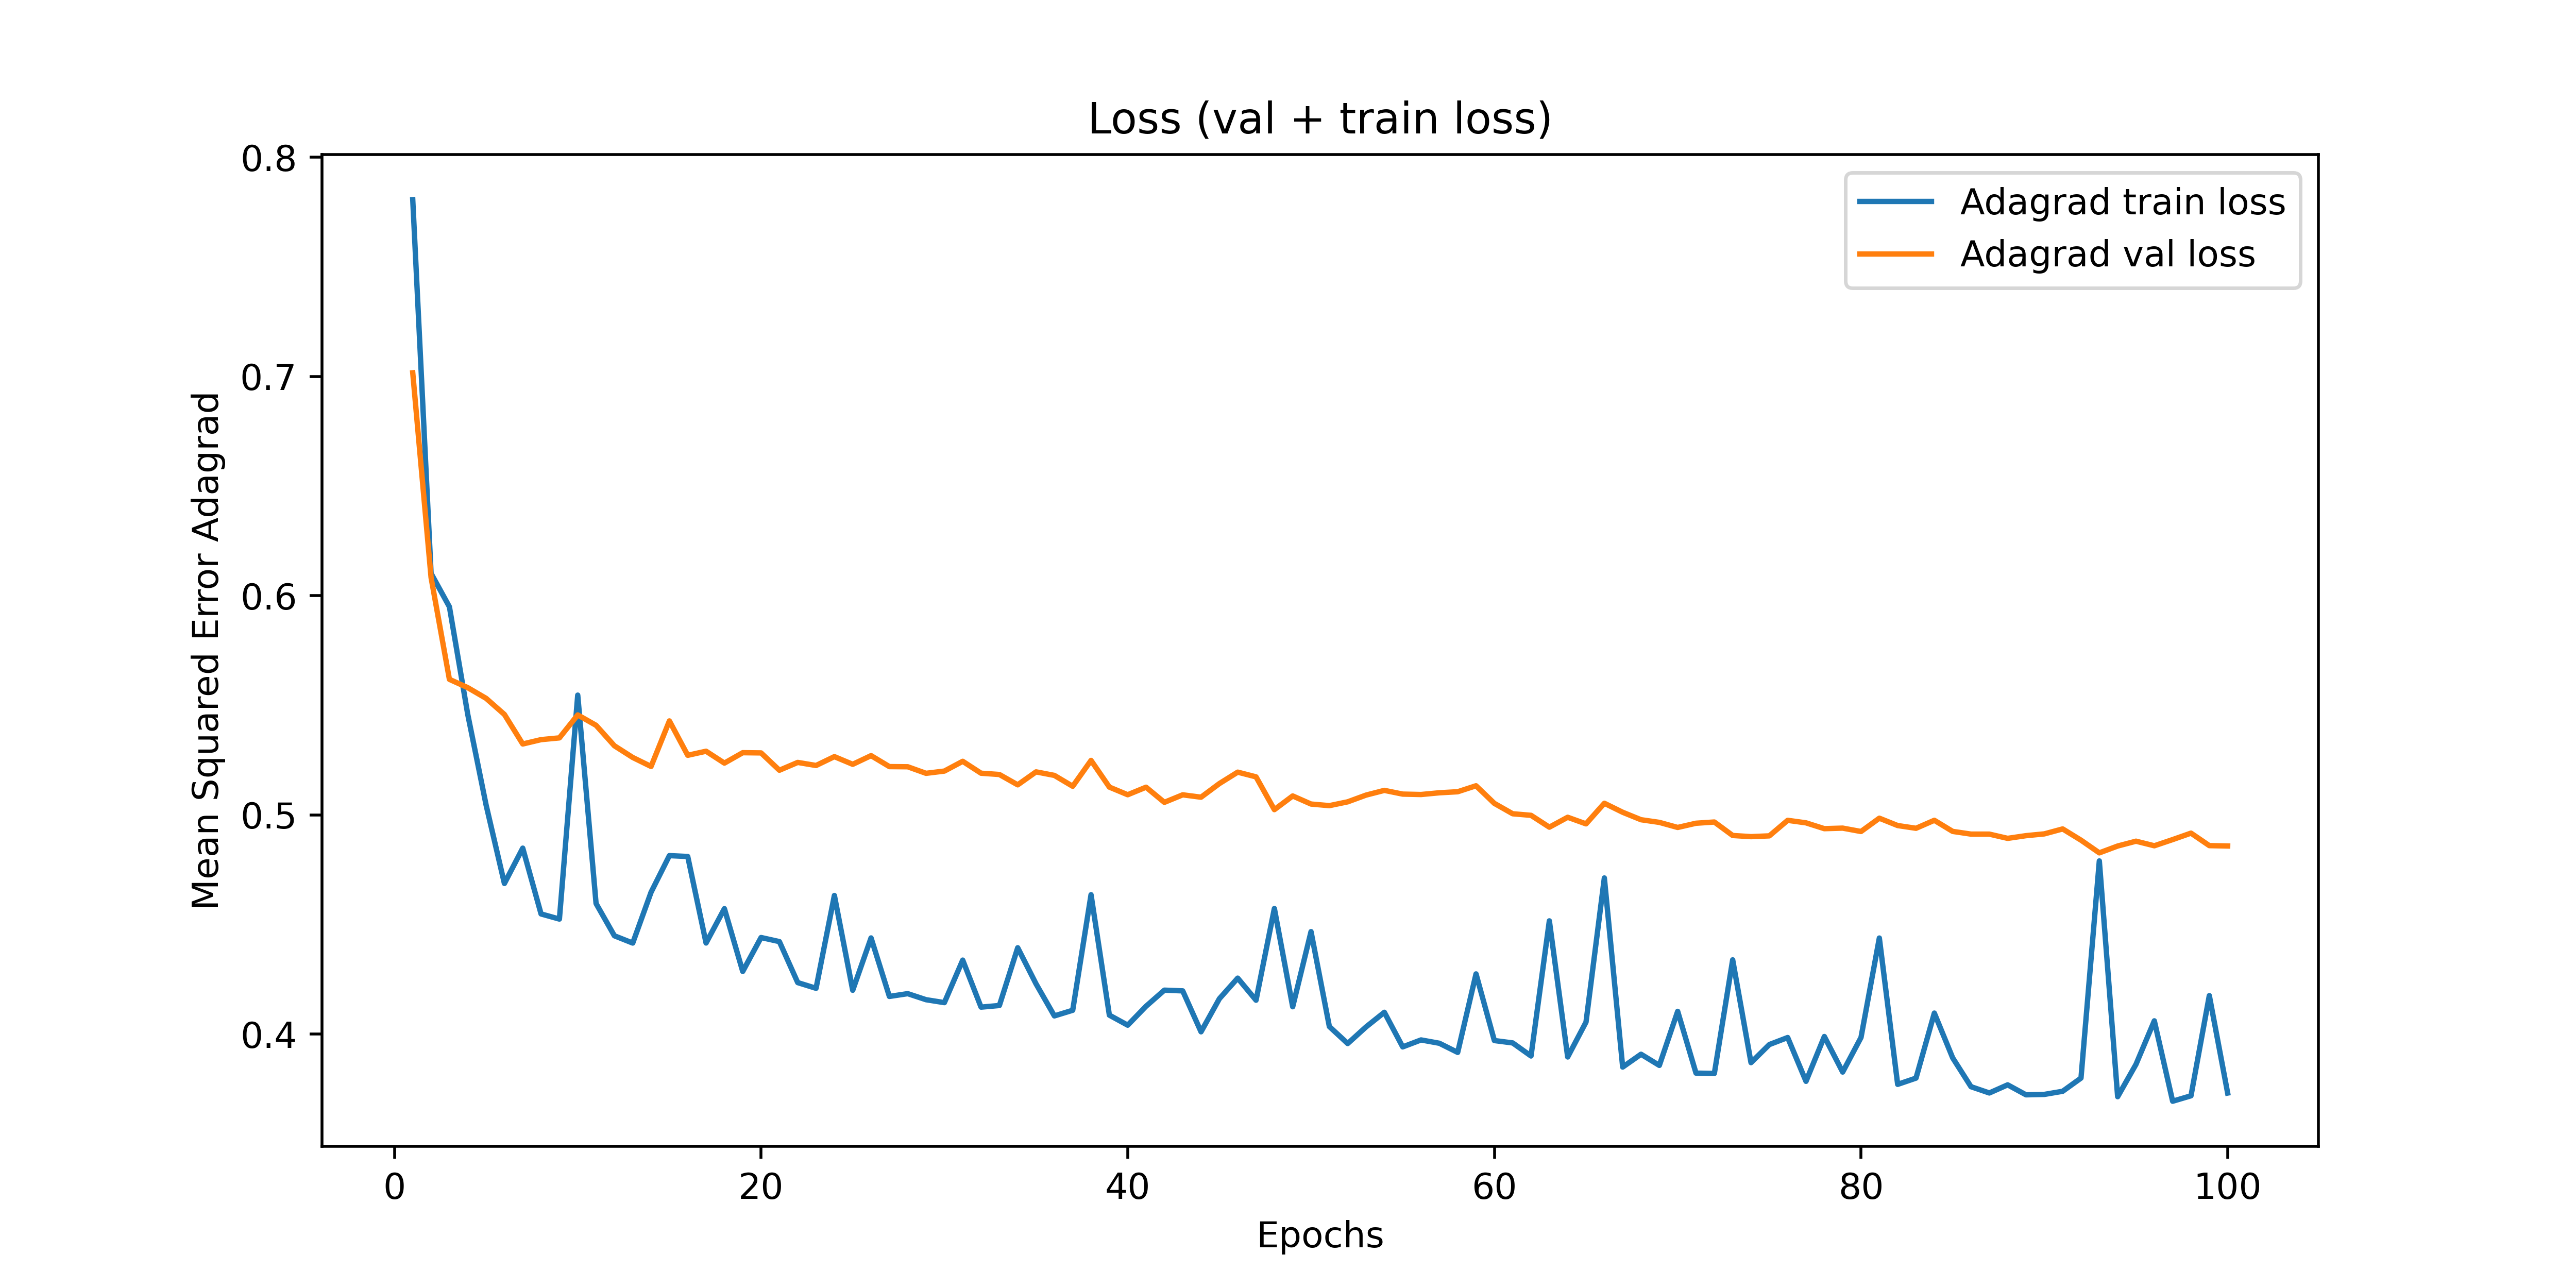 Loss (val + train loss)
Adagrad train loss
Adagrad val loss
Mean Squared Error Adagrad
0.8
0.7
0.6
0.5
0.4
0 20 40 60 80 100
Epochs